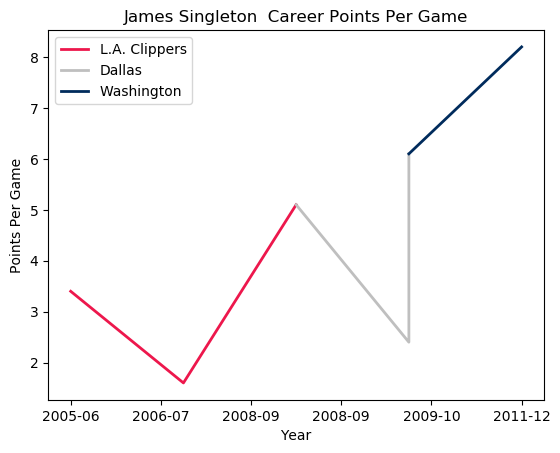 James Singleton  Career Points Per Game
L.A. Clippers
Dallas
Washington
8
7
6
5
4
3
2
Points Per Game
2005-06
2006-07
2008-09
2008-09
2009-10
2011-12
Year